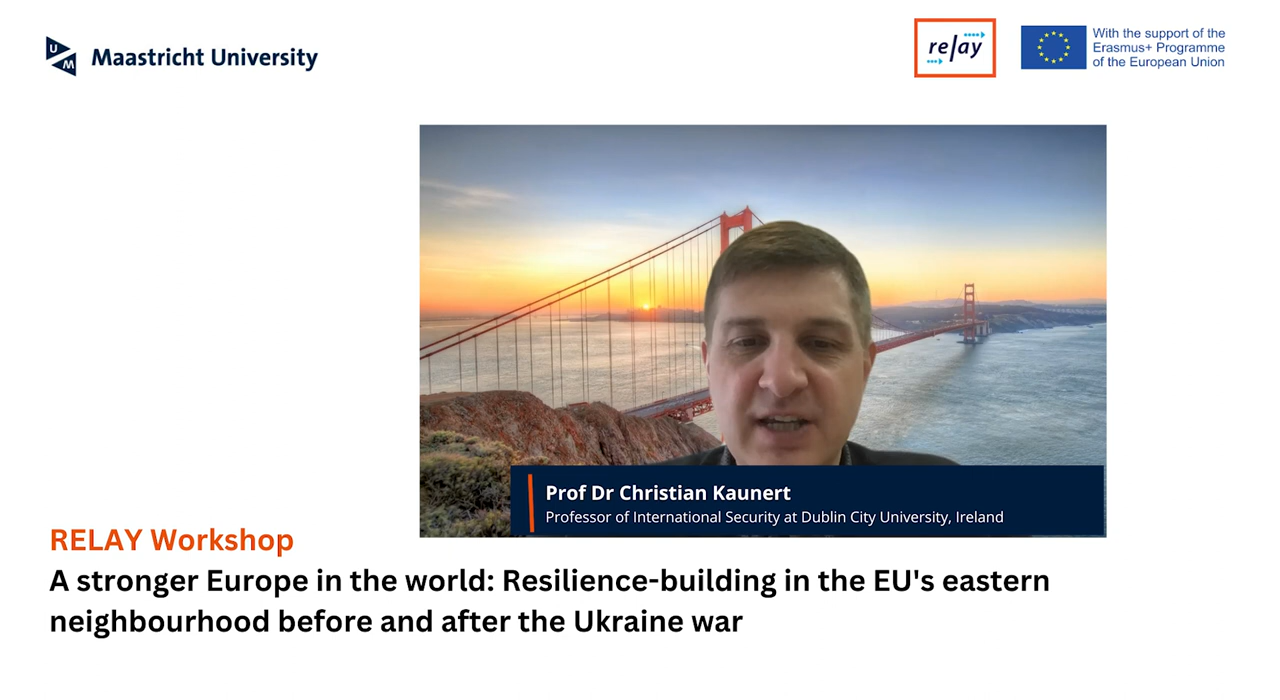 UM
Maastricht University
relay
With the support of the
Erasmus+ Programme
of the European Union
Prof Dr Christian Kaunert
Professor of International Security at Dublin City University, Ireland
RELAY Workshop
A stronger Europe in the world: Resilience-building in the EU's eastern
neighbourhood before and after the Ukraine war